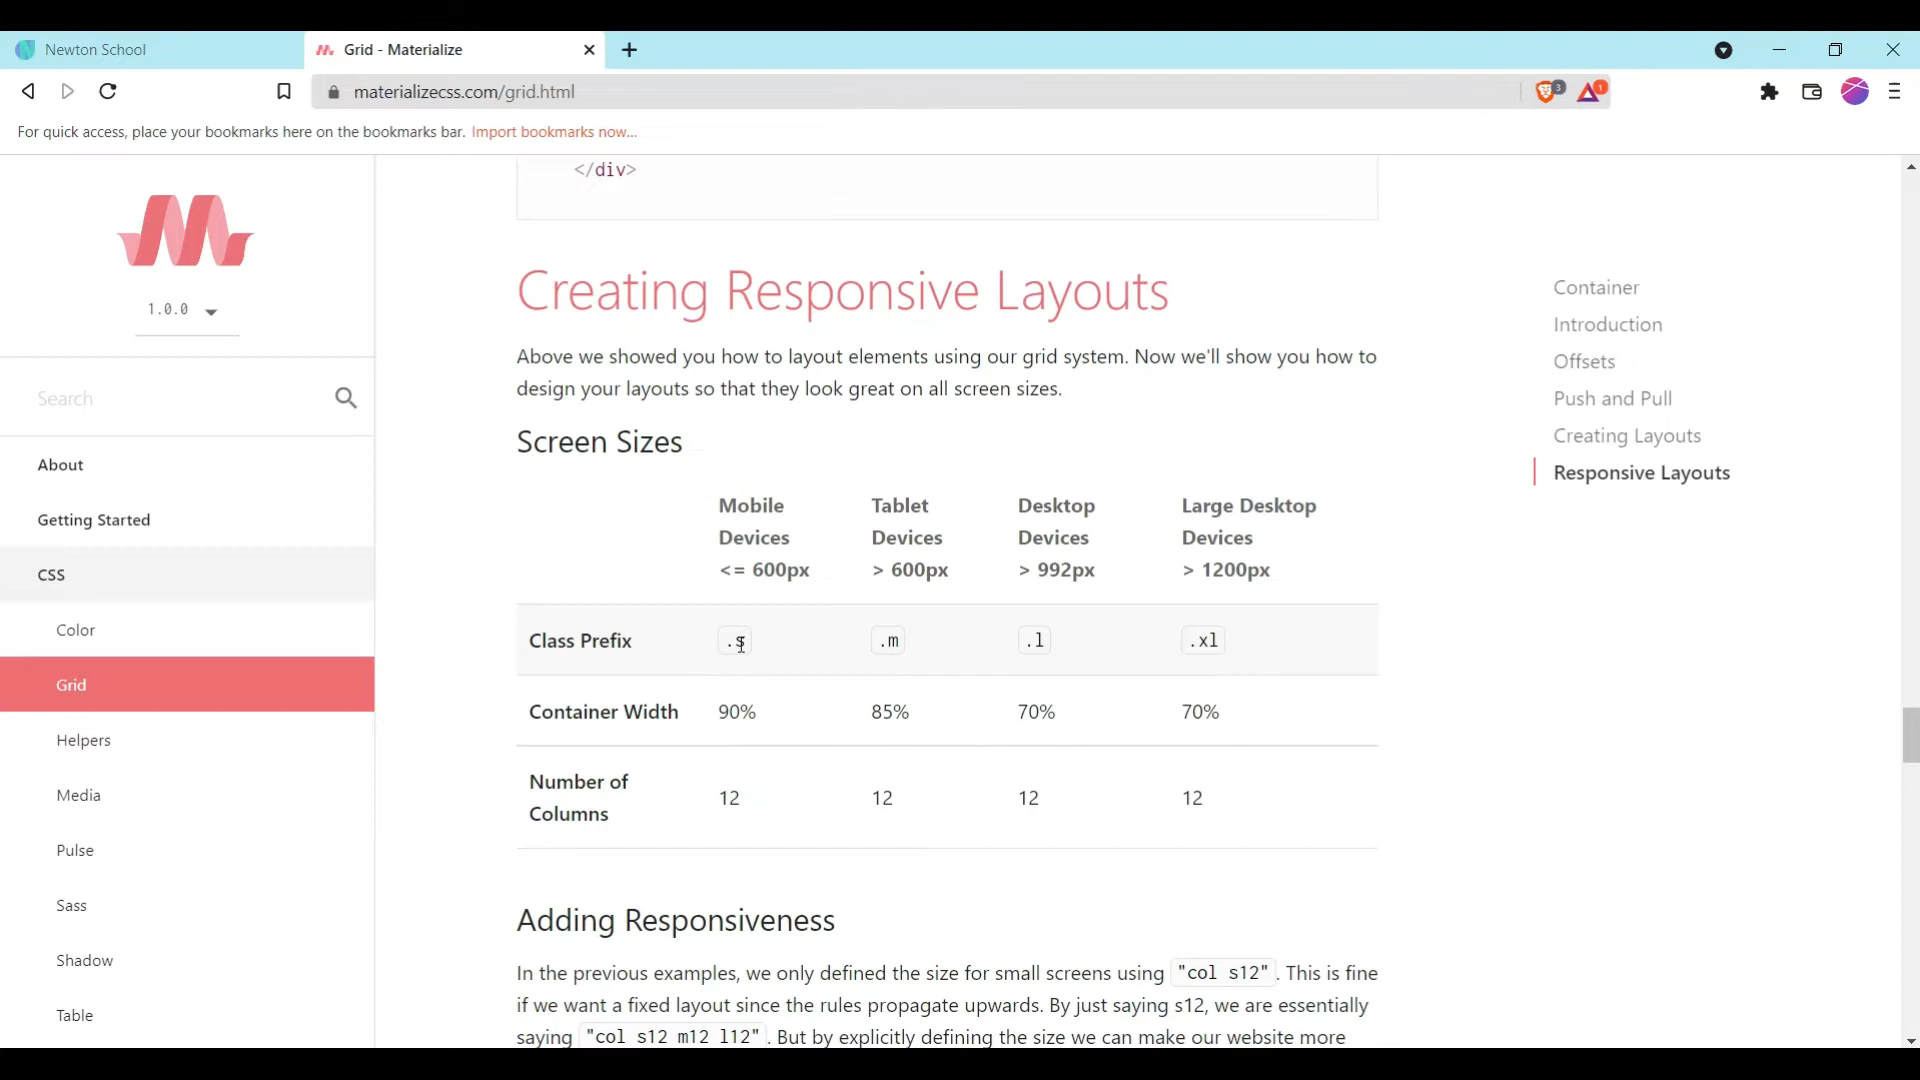 Newton School
Grid - Materialize
materializecss.com/grid.html
3
1
For quick access, place your bookmarks here on the bookmarks bar. Import bookmarks now...
1.0.0
Search
About
Getting Started
CSS
Color
Grid
Helpers
Media
Pulse
Sass
Shadow
Table
</div>
Creating Responsive Layouts
Above we showed you how to layout elements using our grid system. Now we'll show you how to
design your layouts so that they look great on all screen sizes.
Screen Sizes
Mobile Devices <= 600px
Tablet Devices > 600px
Desktop Devices > 992px
Large Desktop Devices > 1200px
Class Prefix .s .m .l .xl
Container Width 90% 85% 70% 70%
Number of Columns 12 12 12 12
Adding Responsiveness
In the previous examples, we only defined the size for small screens using "col s12". This is fine
if we want a fixed layout since the rules propagate upwards. By just saying s12, we are essentially
saying "col s12 m12 l12". But by explicitly defining the size we can make our website more
Container
Introduction
Offsets
Push and Pull
Creating Layouts
Responsive Layouts